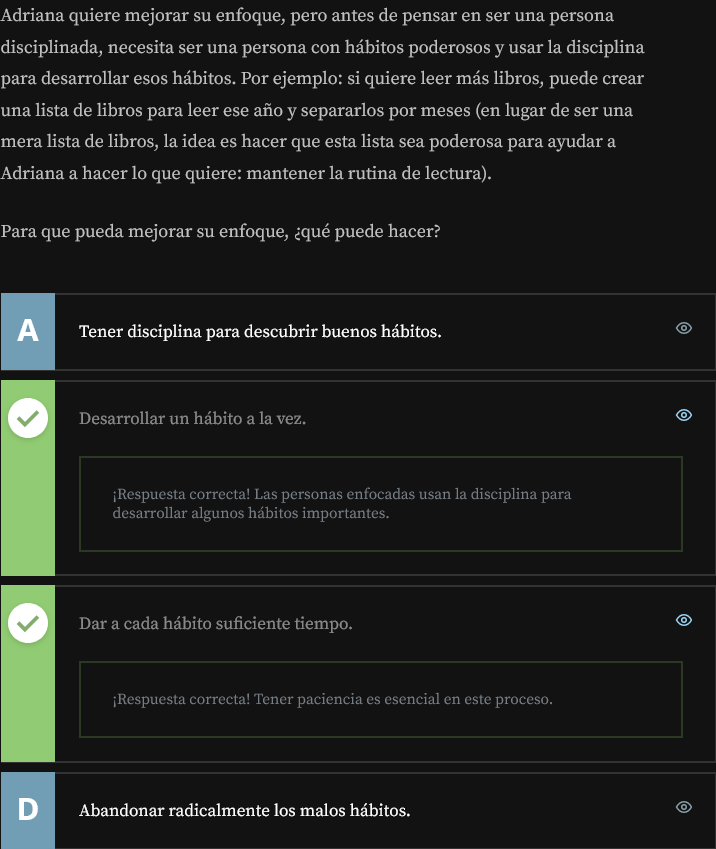 Adriana quiere mejorar su enfoque, pero antes de pensar en ser una persona
disciplinada, necesita ser una persona con hábitos poderosos y usar la disciplina
para desarrollar esos hábitos. Por ejemplo: si quiere leer más libros, puede crear
una lista de libros para leer ese año y separarlos por meses (en lugar de ser una
mera lista de libros, la idea es hacer que esta lista sea poderosa para ayudar a
Adriana a hacer lo que quiere: mantener la rutina de lectura).
Para que pueda mejorar su enfoque, ¿qué puede hacer?
A Tener disciplina para descubrir buenos hábitos.
Desarrollar un hábito a la vez.
¡Respuesta correcta! Las personas enfocadas usan la disciplina para
desarrollar algunos hábitos importantes.
Dar a cada hábito suficiente tiempo.
¡Respuesta correcta! Tener paciencia es esencial en este proceso.
D Abandonar radicalmente los malos hábitos.